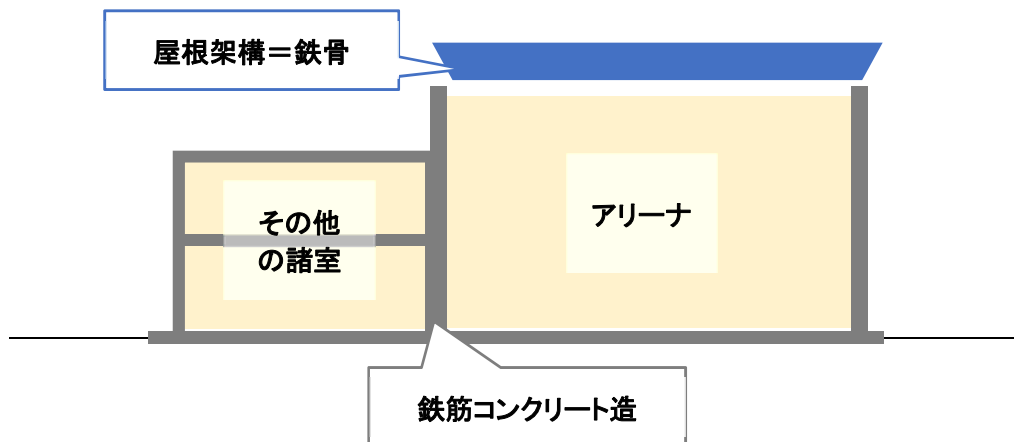 屋根架構＝鉄骨
アリーナ
その他
の諸室
鉄筋コンクリート造